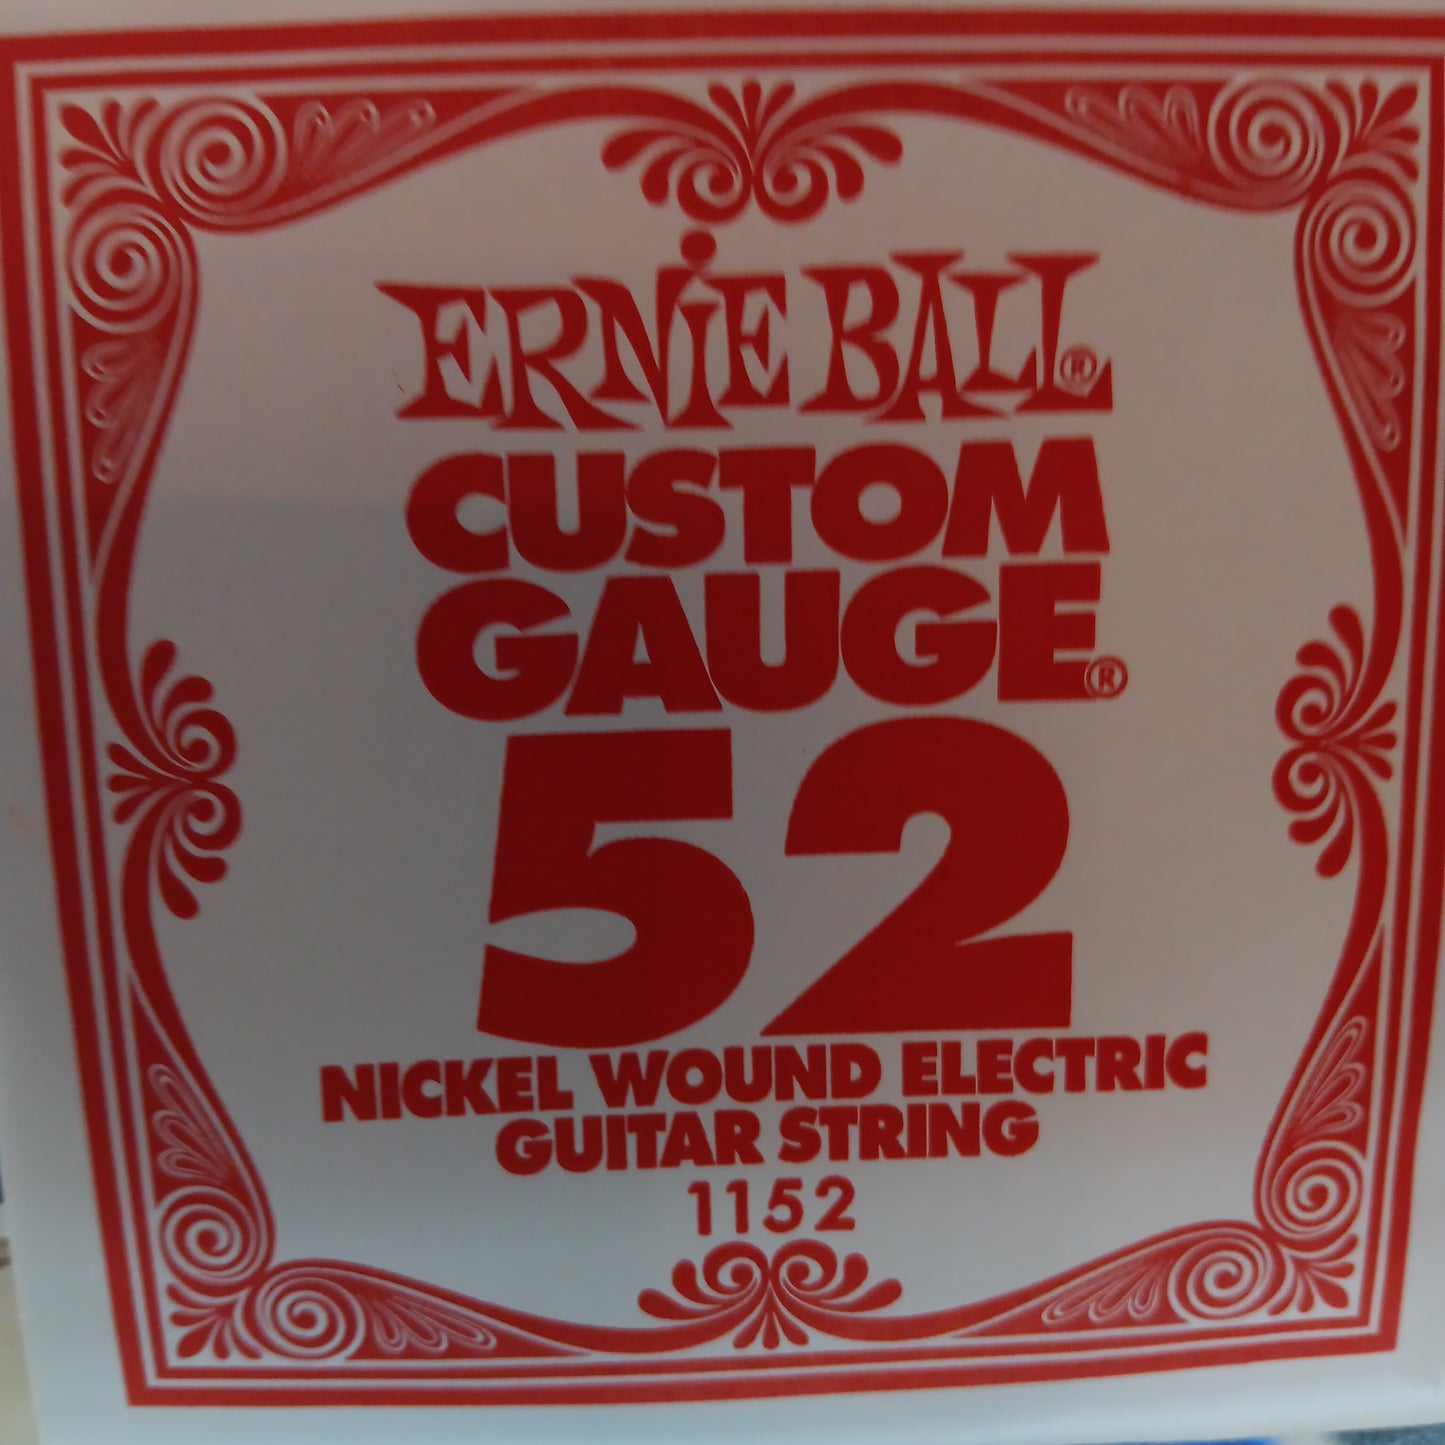 ERNiE BALL®
CUSTOM
GAUGE®
52
NICKEL WOUND ELECTRIC
GUITAR STRING
1152